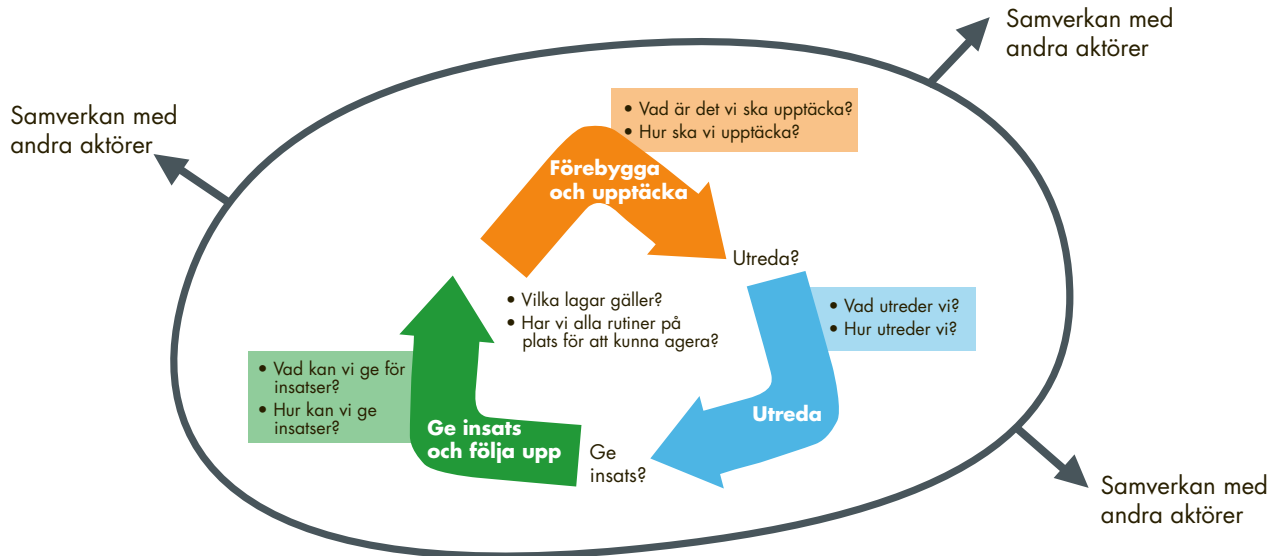 Samverkan med
andra aktörer
Samverkan med
andra aktörer
• Vad är det vi ska upptäcka?
• Hur ska vi upptäcka?
Förebygga
och upptäcka
Utreda?
• Vilka lagar gäller?
• Har vi alla rutiner på
plats för att kunna agera?
• Vad utreder vi?
• Hur utreder vi?
• Vad kan vi ge för
insatser?
• Hur kan vi ge
insatser?
Utreda
Ge insats
och följa upp
Ge
insats?
Samverkan med
andra aktörer